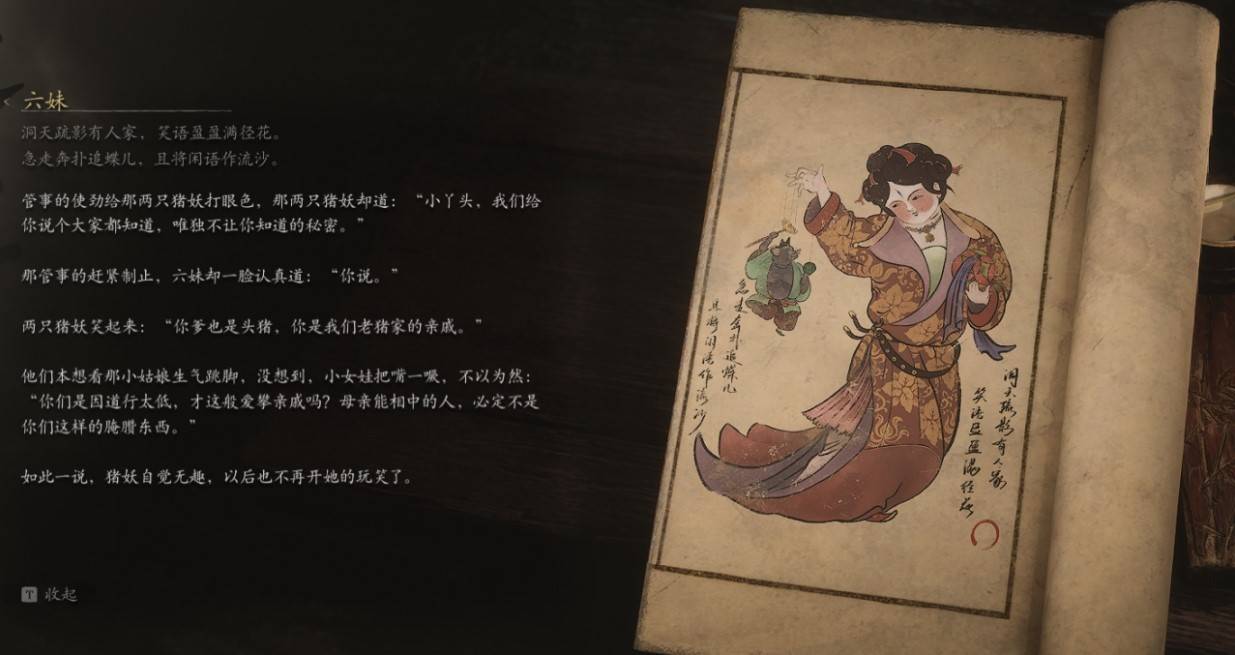 六妹
洞天疏影有人家，笑语盈盈满径花。
急走奔扑追蝶儿，且将闲语作流沙。
管事的使劲给那两只猪妖打眼色，那两只猪妖却道：“小丫头，我们给
你说个大家都知道，唯独不让你知道的秘密。”
那管事的赶紧制止，六妹却一脸认真道：“你说。”
两只猪妖笑起来：“你爹也是头猪，你是我们老猪家的亲戚。”
他们本想看那小姑娘生气跳脚，没想到，小女娃把嘴一噘，不以为然：
“你们是因道行太低，才这般爱攀亲戚吗？母亲能相中的人，必定不是
你们这样的腌臜东西。”
如此一说，猪妖自觉无趣，以后也不再开她的玩笑了。
T 收起
洞天疏影有人家
笑语盈盈满径花
急走奔扑追蝶儿
且将闲语作流沙